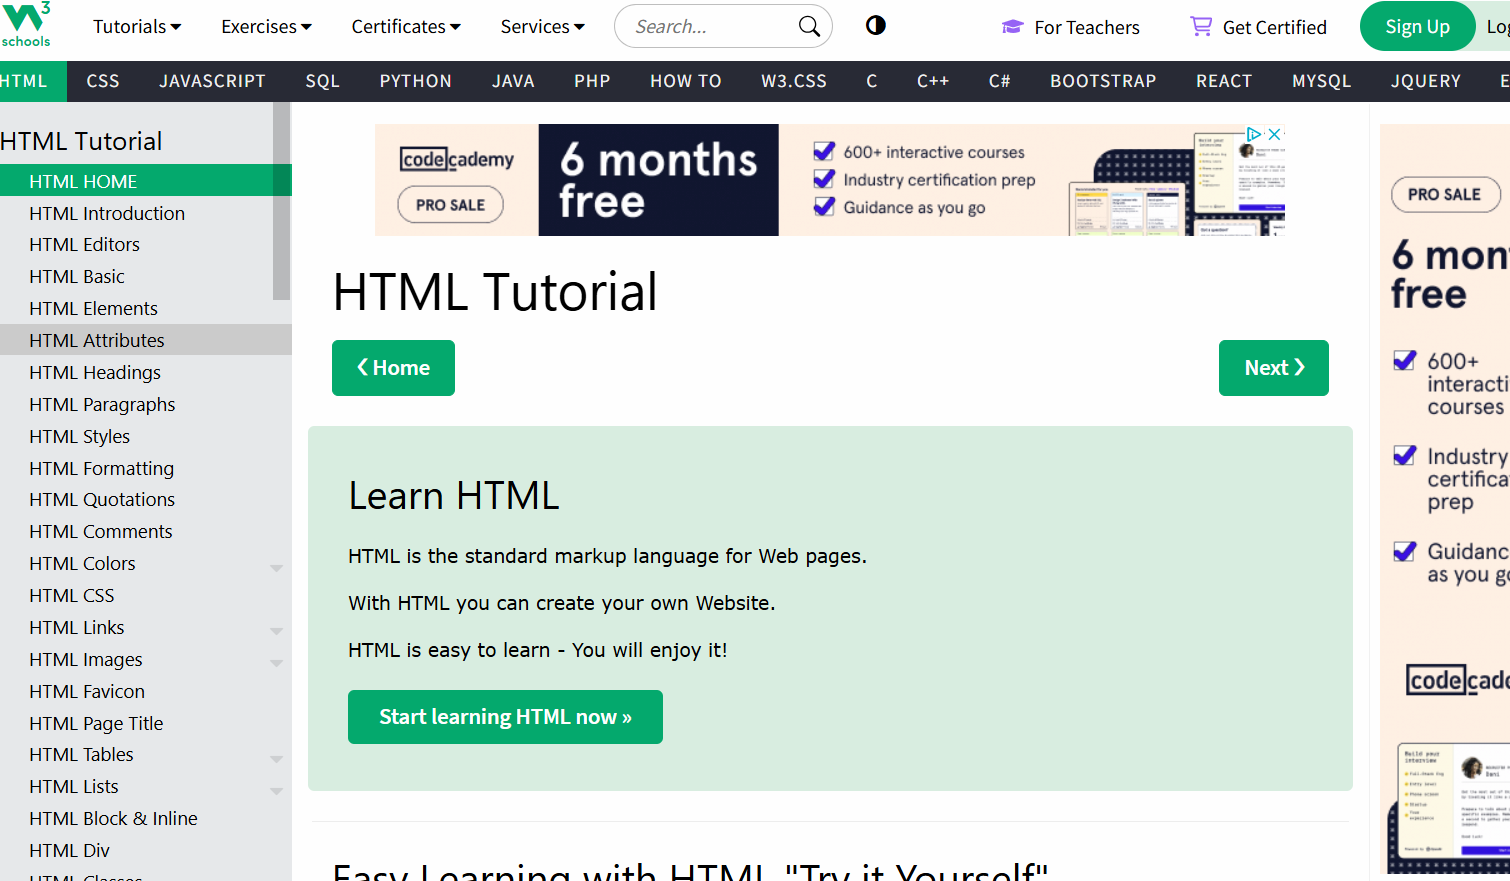 3
schools
Tutorials
Exercises
Certificates
Services
Search...
For Teachers
Get Certified
Sign Up
HTML
CSS
JAVASCRIPT
SQL
PYTHON
JAVA
PHP
HOW TO
W3.CSS
C
C++
C#
BOOTSTRAP
REACT
MYSQL
JQUERY
HTML Tutorial
HTML HOME
HTML Introduction
HTML Editors
HTML Basic
HTML Elements
HTML Attributes
HTML Headings
HTML Paragraphs
HTML Styles
HTML Formatting
HTML Quotations
HTML Comments
HTML Colors
HTML CSS
HTML Links
HTML Images
HTML Favicon
HTML Page Title
HTML Tables
HTML Lists
HTML Block & Inline
HTML Div
codecademy
PRO SALE
6 months
free
600+ interactive courses
Industry certification prep
Guidance as you go
HTML Tutorial
❮ Home
Next ❯
Learn HTML
HTML is the standard markup language for Web pages.
With HTML you can create your own Website.
HTML is easy to learn - You will enjoy it!
Start learning HTML now »
Easy Learning with HTML "Try it Yourself"
PRO SALE
6 mon
free
600+
interacti
courses
Industry
certifica
prep
Guidanc
as you go
codecad
Build your
interview